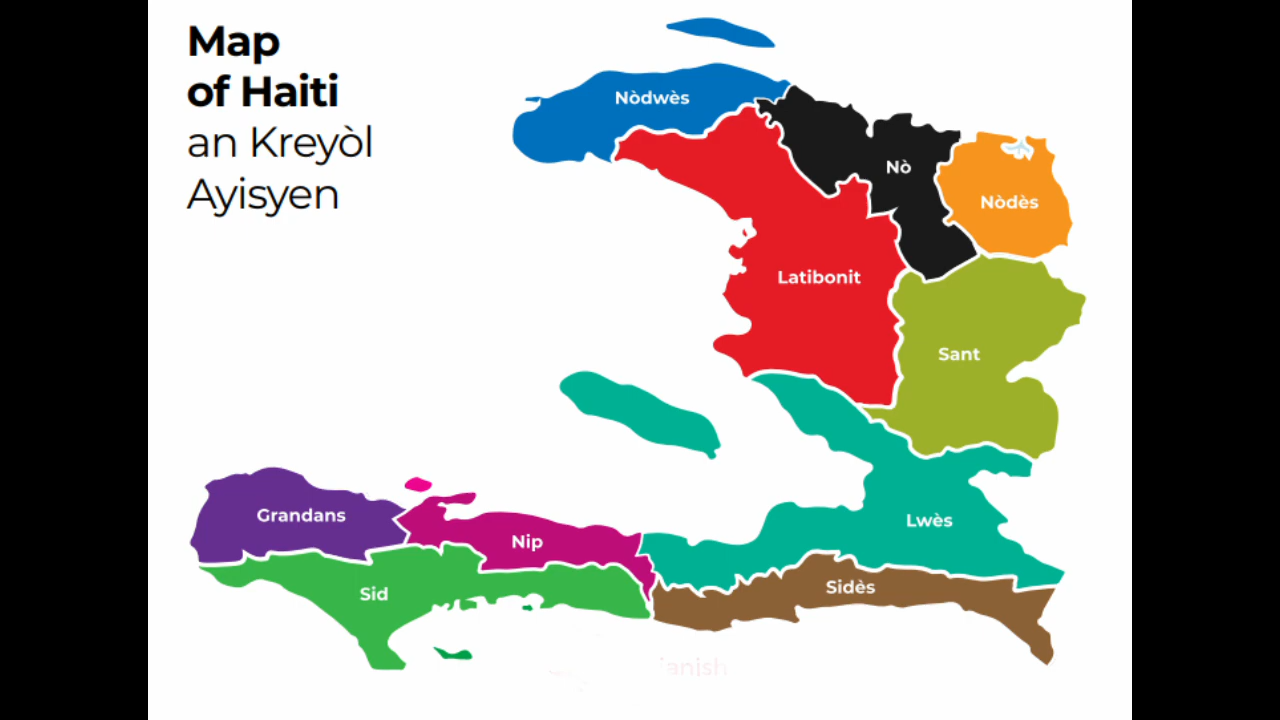 Map
of Haiti
an Kreyòl
Ayisyen
Nòdwès
Nò
Nòdès
Latibonit
Sant
Grandans
Nip
Lwès
Sid
Sidès